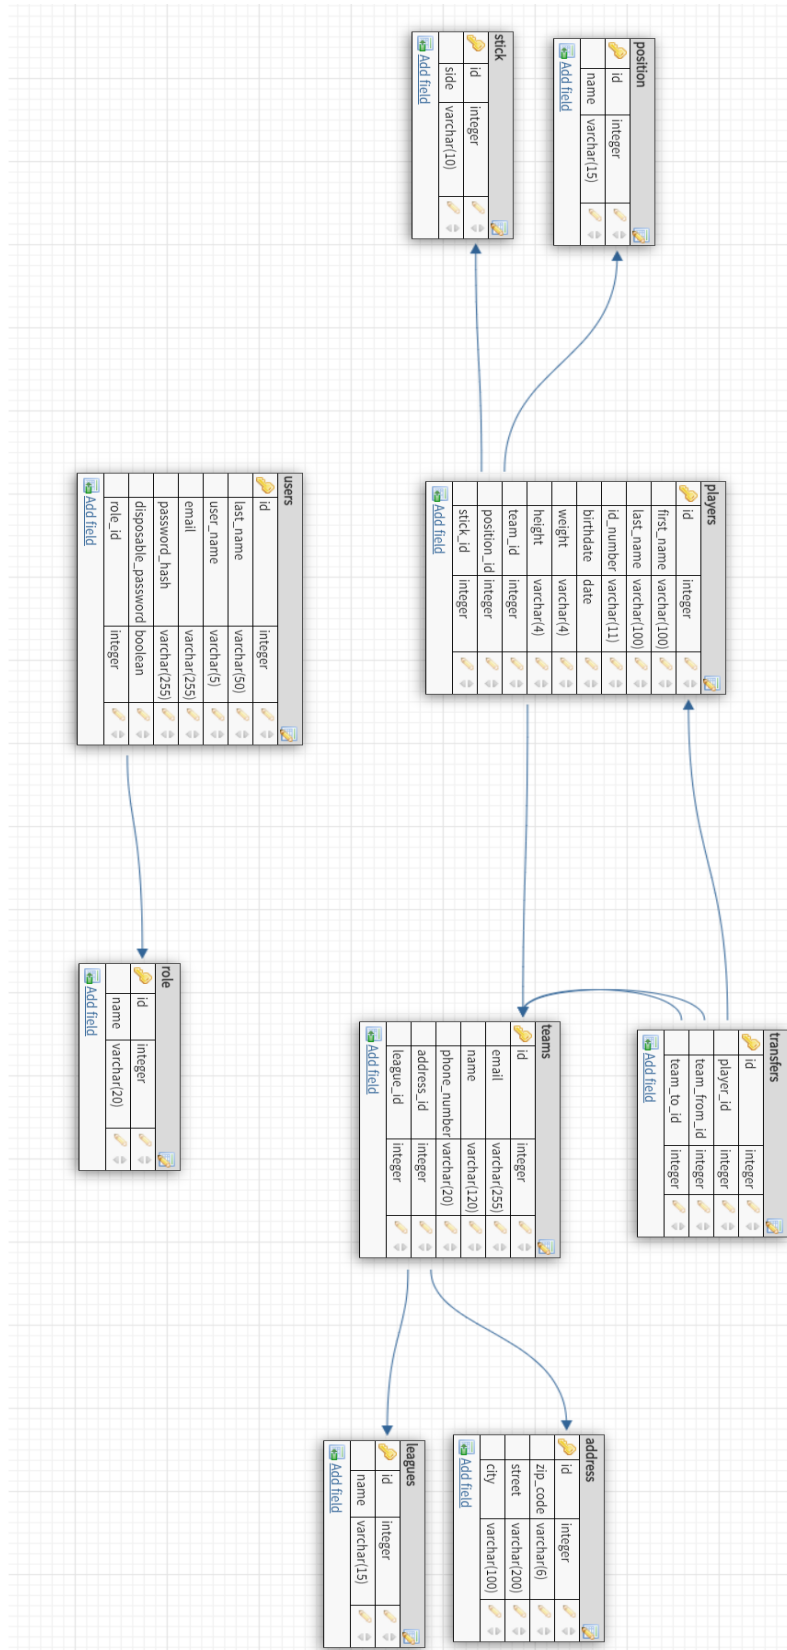 stick
id integer
side varchar(10)
Add field
position
id integer
name varchar(15)
Add field
players
id integer
first_name varchar(100)
last_name varchar(100)
id_number varchar(11)
birthdate date
weight varchar(4)
height varchar(4)
team_id integer
position_id integer
stick_id integer
Add field
users
id integer
last_name varchar(50)
user_name varchar(5)
email varchar(255)
password_hash varchar(255)
disposable_password boolean
role_id integer
Add field
role
id integer
name varchar(20)
Add field
transfers
id integer
player_id integer
team_from_id integer
team_to_id integer
Add field
teams
id integer
email varchar(255)
name varchar(120)
phone_number varchar(20)
address_id integer
league_id integer
Add field
address
id integer
zip_code varchar(6)
street varchar(200)
city varchar(100)
Add field
leagues
id integer
name varchar(15)
Add field